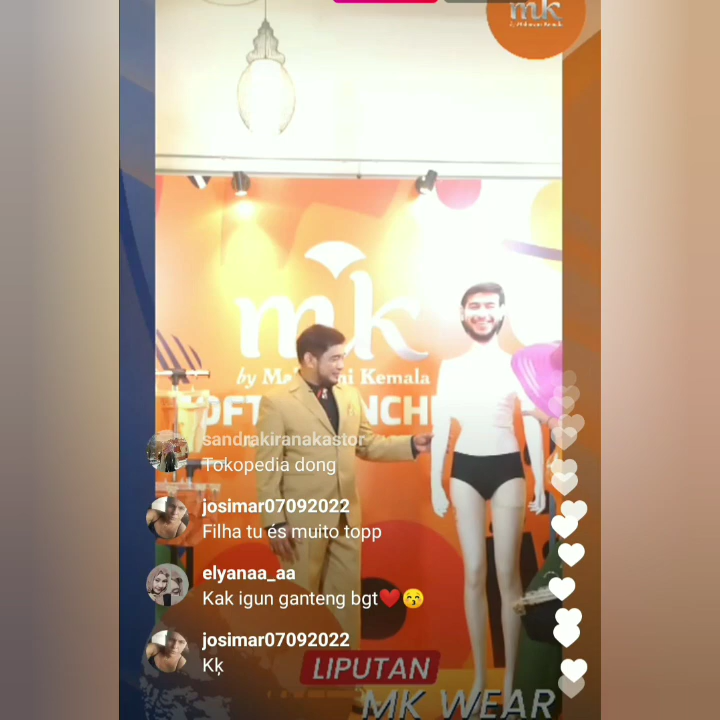 mk
mk
by Ma ni Kemala
sandrakiranakastor
Tokopedia dong
josimar07092022
Filha tu és muito topp
elyanaa_aa
Kak igun ganteng bgt❤️😙
josimar07092022
Kķ
LIPUTAN
MK WEAR